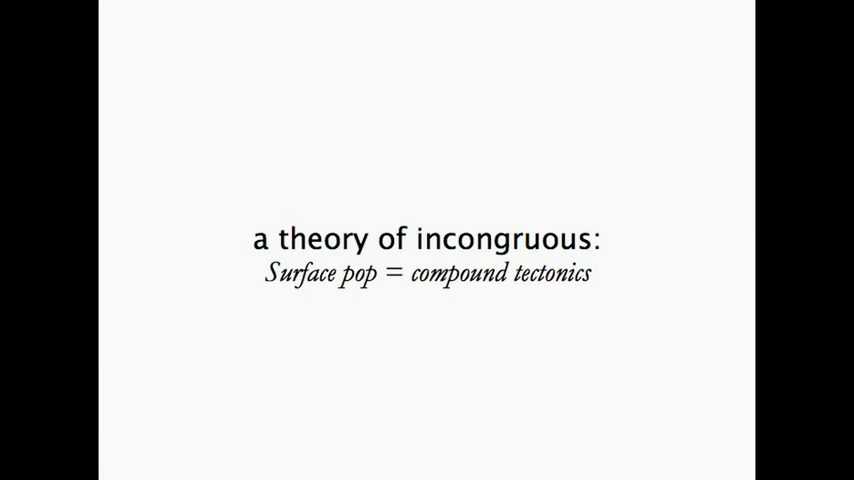 a theory of incongruous:
Surface pop = compound tectonics